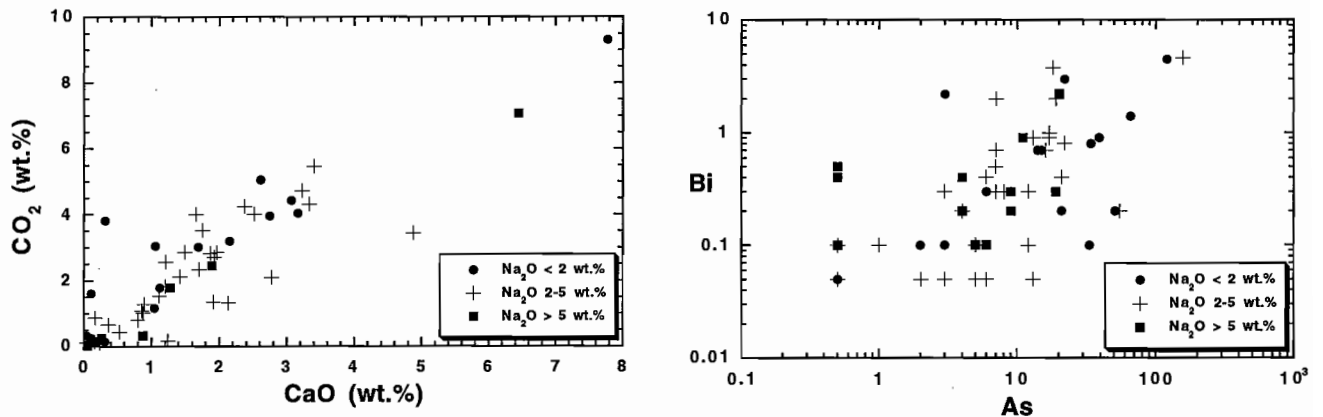 10
8
6
4
2
0
CO2 (wt.%)
0 1 2 3 4 5 6 7 8
CaO (wt.%)
Na2O < 2 wt.%
Na2O 2-5 wt.%
Na2O > 5 wt.%
10
1
0.1
0.01
Bi
0.1 1 10 100 10³
As
Na2O < 2 wt.%
Na2O 2-5 wt.%
Na2O > 5 wt.%